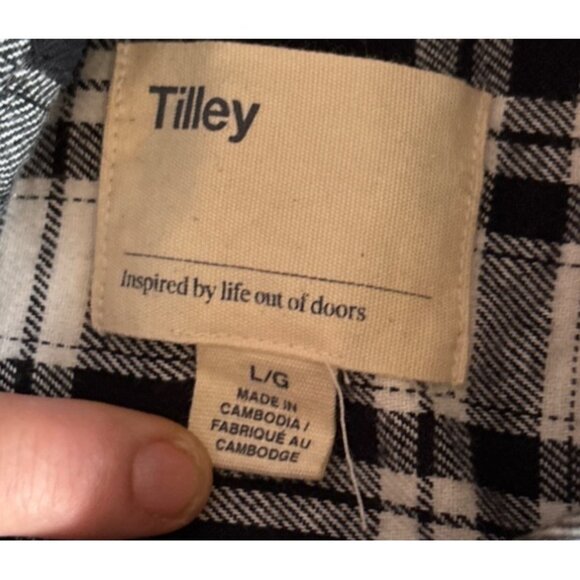 Tilley
Inspired by life out of doors
L/G
MADE IN
CAMBODIA /
FABRIQUÉ AU
CAMBODGE